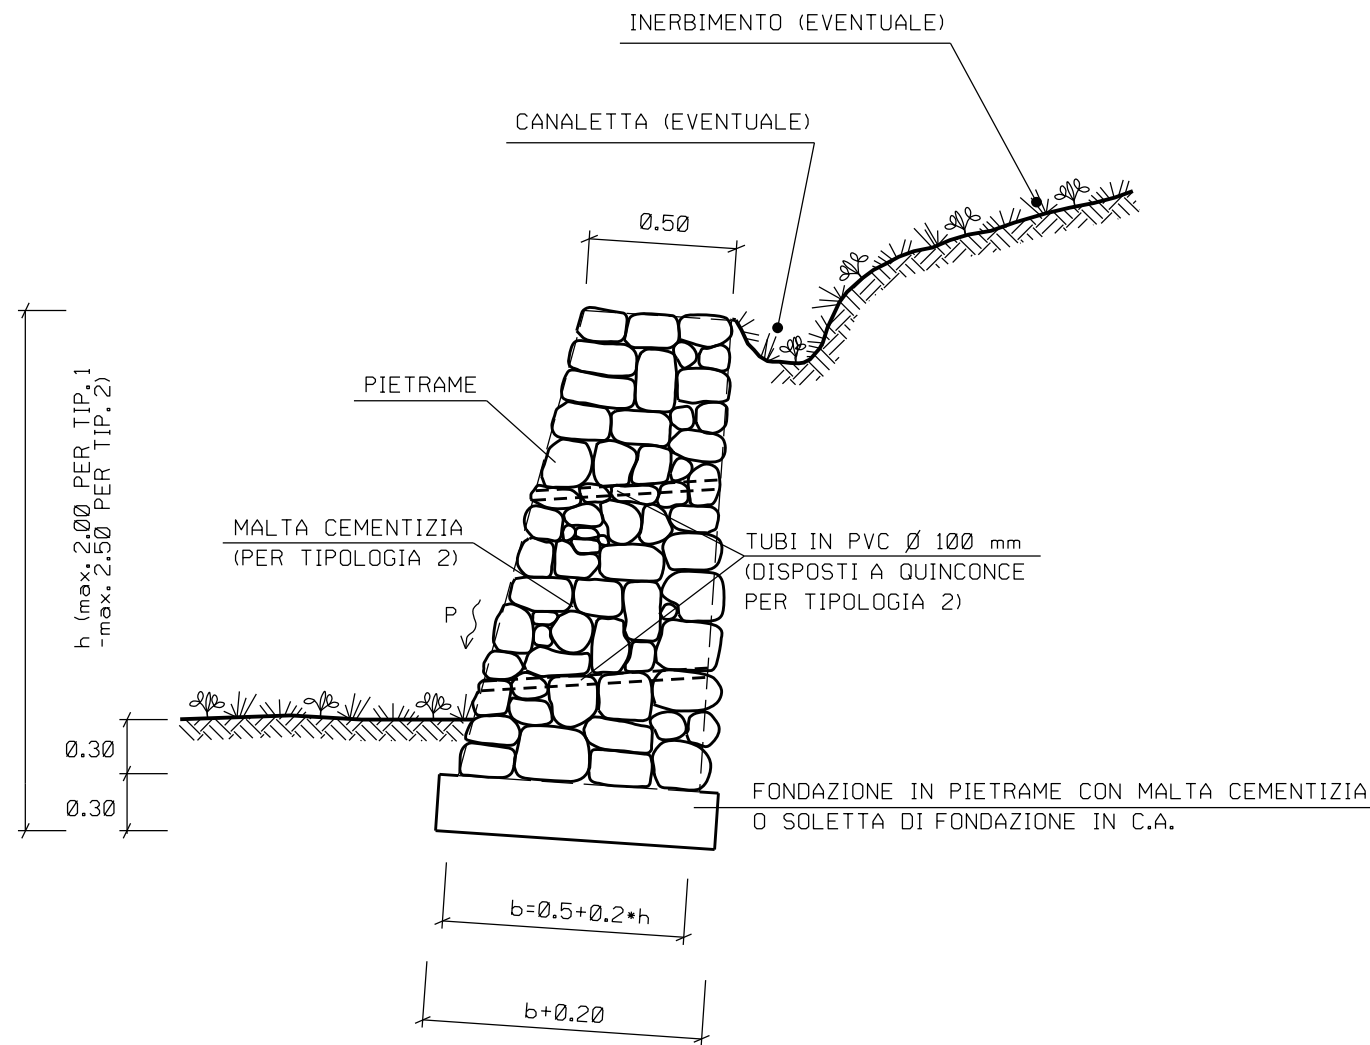 INERBIMENTO (EVENTUALE)
CANALETTA (EVENTUALE)
0.50
PIETRAME
h (max. 2.00 PER TIP. 1
-max. 2.50 PER TIP. 2)
MALTA CEMENTIZIA
(PER TIPOLOGIA 2)
TUBI IN PVC Ø 100 mm
(DISPOSTI A QUINCONCE
PER TIPOLOGIA 2)
P
0.30
0.30
FONDAZIONE IN PIETRAME CON MALTA CEMENTIZIA
O SOLETTA DI FONDAZIONE IN C.A.
b=0.5+0.2*h
b+0.20